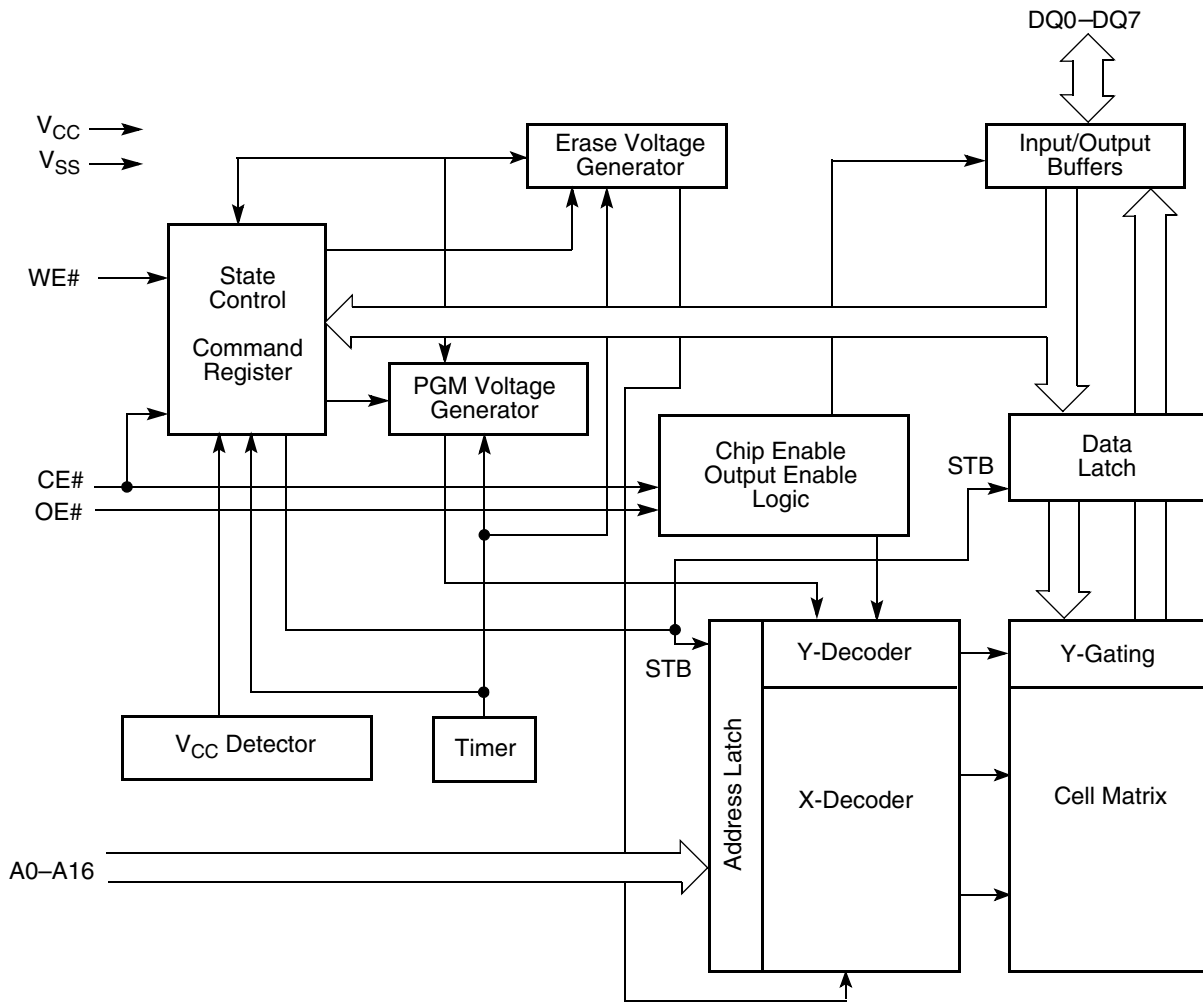 DQ0–DQ7
VCC
VSS
Erase Voltage
Generator
Input/Output
Buffers
WE#
State
Control
Command
Register
PGM Voltage
Generator
CE#
OE#
Chip Enable
Output Enable
Logic
STB
Data
Latch
STB
Y-Decoder
Y-Gating
VCC Detector
Timer
Address Latch
X-Decoder
Cell Matrix
A0–A16